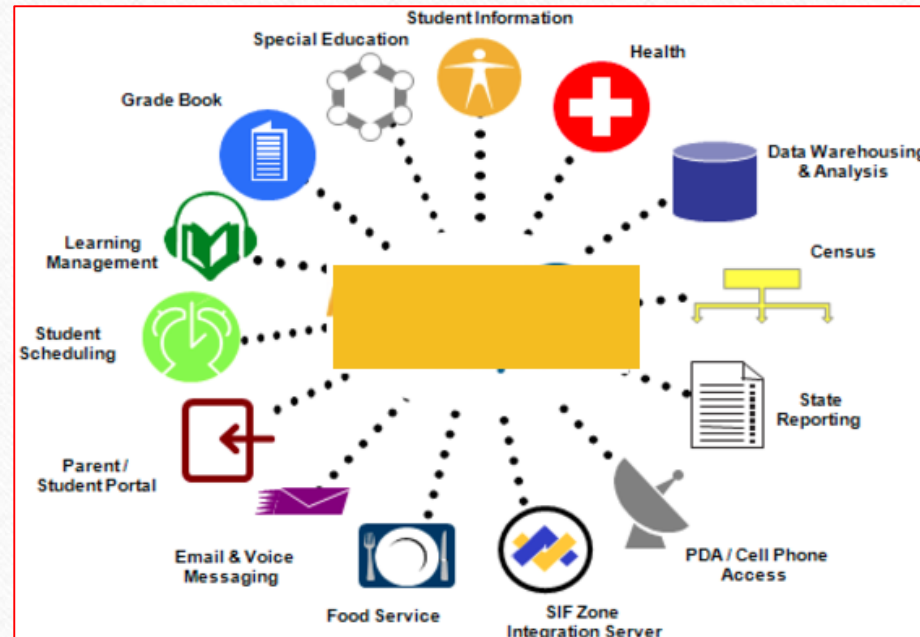 Student Information
Special Education
Health
Grade Book
Data Warehousing
& Analysis
Learning
Management
Census
Student
Scheduling
State
Reporting
Parent /
Student Portal
Email & Voice
Messaging
PDA / Cell Phone
Access
Food Service
SIF Zone
Integration Server